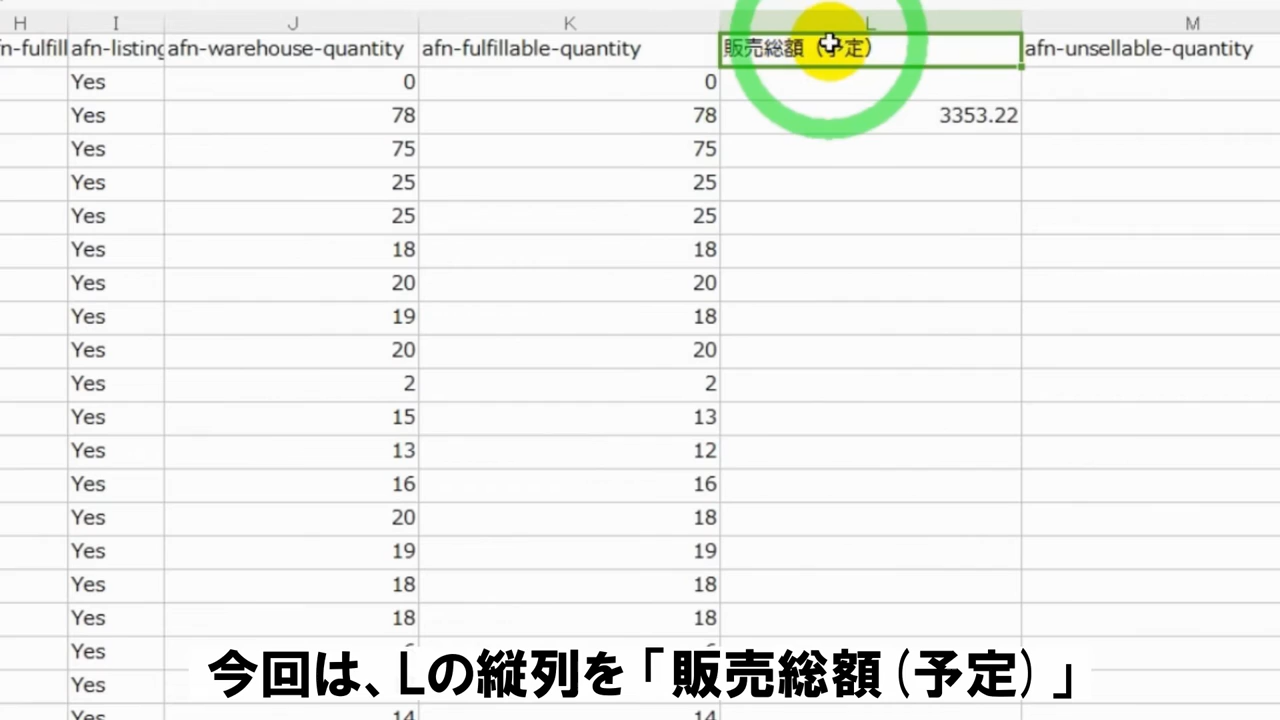 H I J K L M
n-fulfill afn-listing afn-warehouse-quantity afn-fulfillable-quantity 販売総額（予定） afn-unsellable-quantity
Yes 0 0
Yes 78 78 3353.22
Yes 75 75
Yes 25 25
Yes 25 25
Yes 18 18
Yes 20 20
Yes 19 18
Yes 20 20
Yes 2 2
Yes 15 13
Yes 13 12
Yes 16 16
Yes 20 18
Yes 19 19
Yes 18 18
Yes 18 18
Yes
Yes
Yes 14 14
今回は、Lの縦列を「販売総額(予定)」